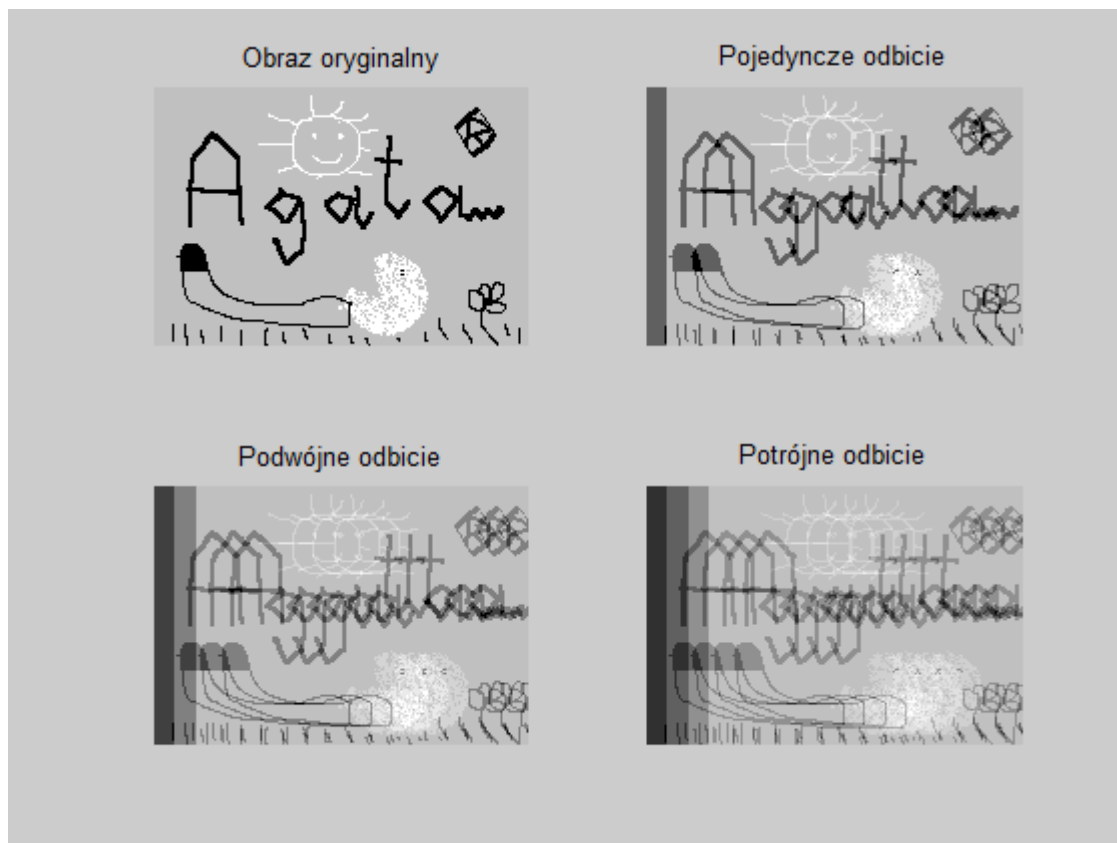 Obraz oryginalny
Pojedyncze odbicie
Agata
Podwójne odbicie
Potrójne odbicie